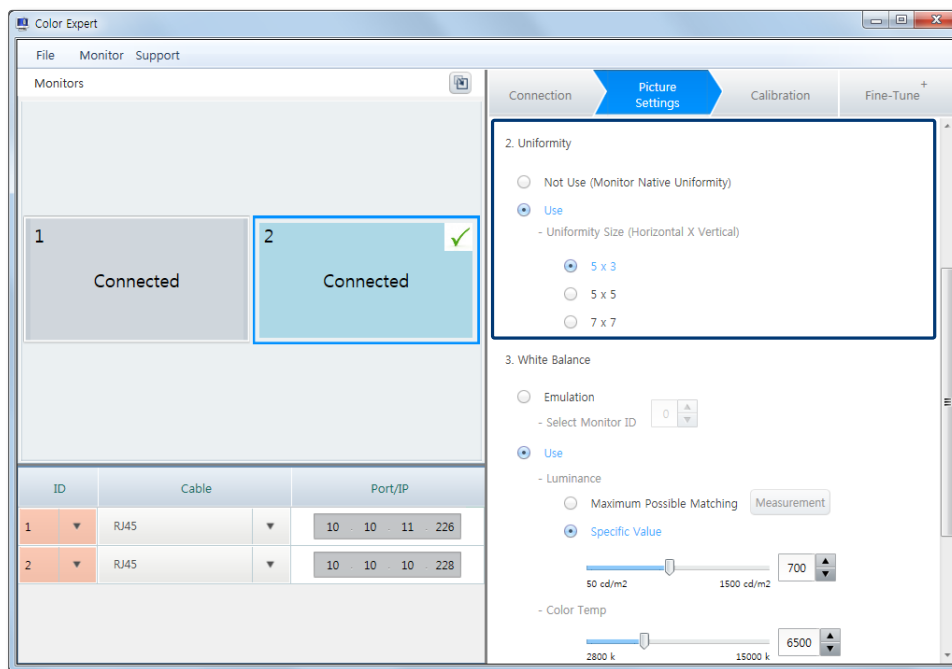 Color Expert
File Monitor Support
Monitors
1
Connected
2
Connected
ID Cable Port/IP
1 RJ45 10 . 10 . 11 . 226
2 RJ45 10 . 10 . 10 . 228
Connection
Picture
Settings
Calibration
Fine-Tune+
2. Uniformity
Not Use (Monitor Native Uniformity)
Use
- Uniformity Size (Horizontal X Vertical)
5 x 3
5 x 5
7 x 7
3. White Balance
Emulation
- Select Monitor ID 0
Use
- Luminance
Maximum Possible Matching Measurement
Specific Value
700
50 cd/m2 1500 cd/m2
- Color Temp
6500
2800 k 15000 k